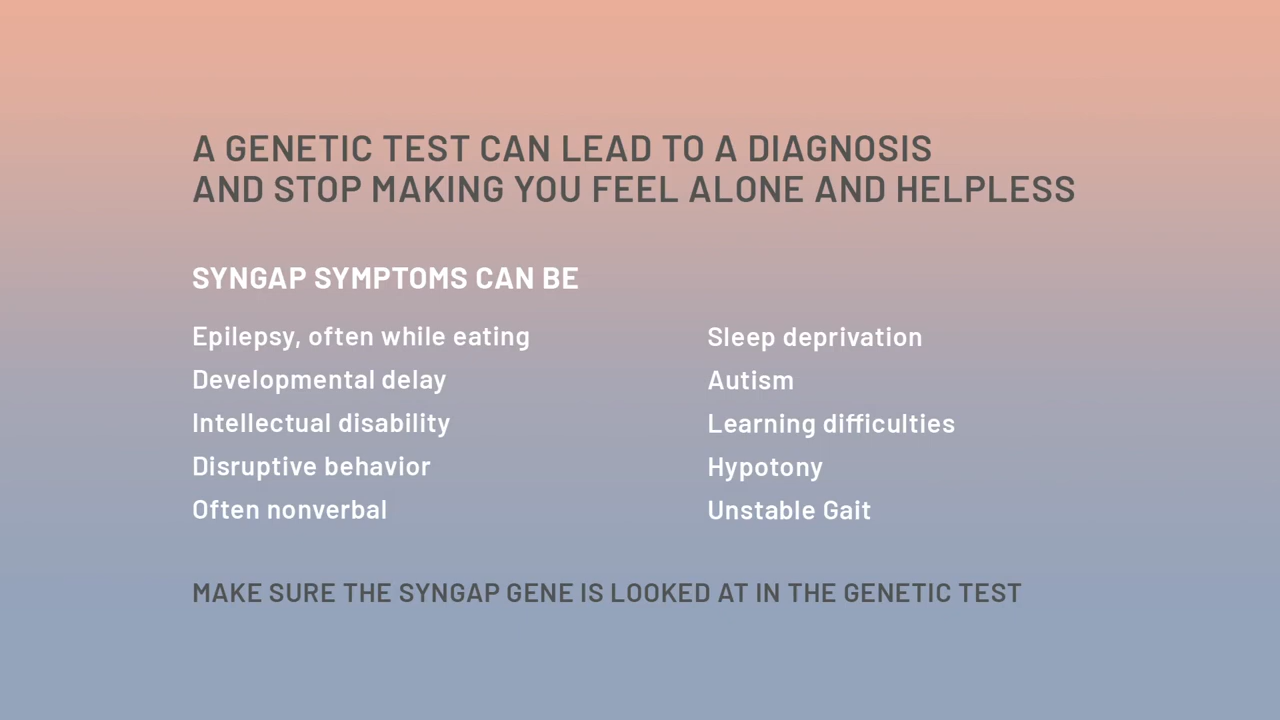 A GENETIC TEST CAN LEAD TO A DIAGNOSIS
AND STOP MAKING YOU FEEL ALONE AND HELPLESS
SYNGAP SYMPTOMS CAN BE
Epilepsy, often while eating
Developmental delay
Intellectual disability
Disruptive behavior
Often nonverbal
Sleep deprivation
Autism
Learning difficulties
Hypotony
Unstable Gait
MAKE SURE THE SYNGAP GENE IS LOOKED AT IN THE GENETIC TEST